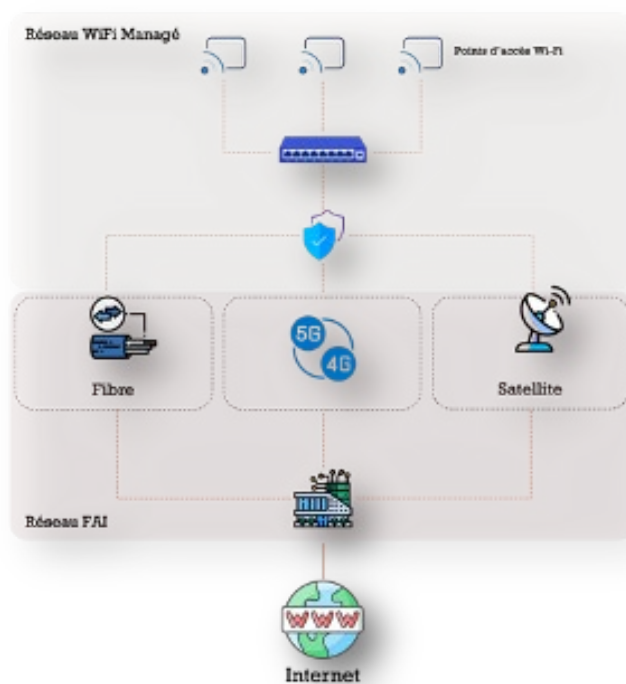 Réseau WiFi Managé
Points d'accès Wi-Fi
5G
4G
Fibre
Satellite
Réseau FAI
WWW
Internet